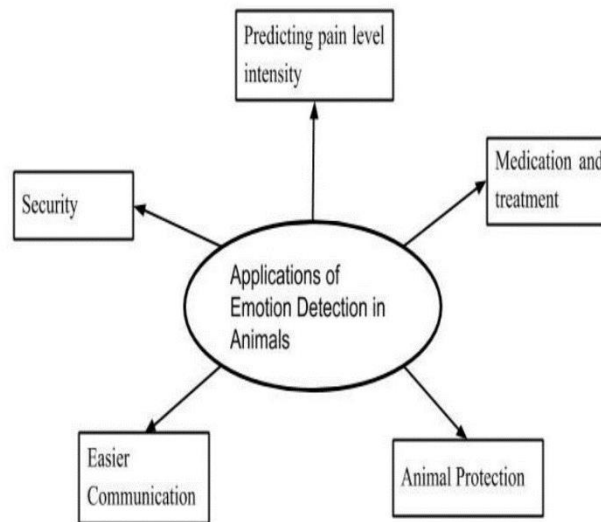 Predicting pain level
intensity
Medication and
treatment
Security
Applications of
Emotion Detection in
Animals
Easier
Communication
Animal Protection